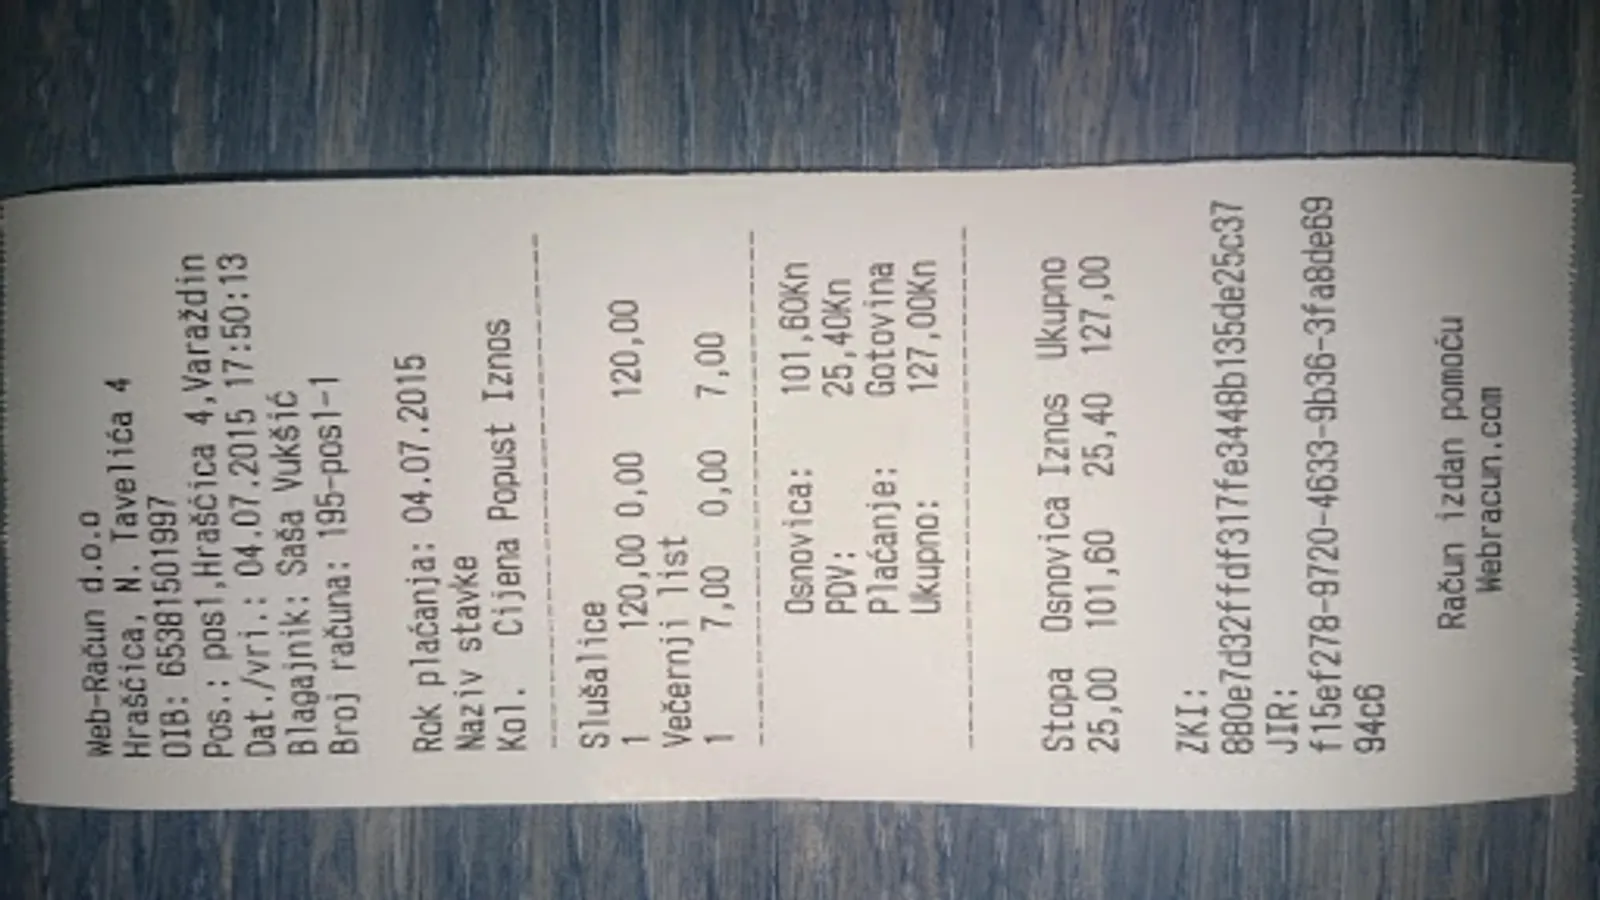 Web-Račun d.o.o
Hrašćica, N. Tavelića 4
OIB: 65381501997
Pos.: pos1,Hrašćica 4,Varaždin
Dat./vri.: 04.07.2015 17:50:13
Blagajnik: Saša Vukšić
Broj računa: 195-pos1-1
Rok plaćanja: 04.07.2015
Naziv stavke
Kol. Cijena Popust Iznos
Slušalice
1 120,00 0,00 120,00
Večernji list
1 7,00 0,00 7,00
Osnovica: 101,60Kn
PDV: 25,40Kn
Plaćanje: Gotovina
Ukupno: 127,00Kn
Stopa Osnovica Iznos Ukupno
25,00 101,60 25,40 127,00
ZKI:
880e7d32ffdf317fe3448b135de25c37
JIR:
f15ef278-9720-4633-9b36-3fa8de69
94c6
Račun izdan pomoću
Webracun.com